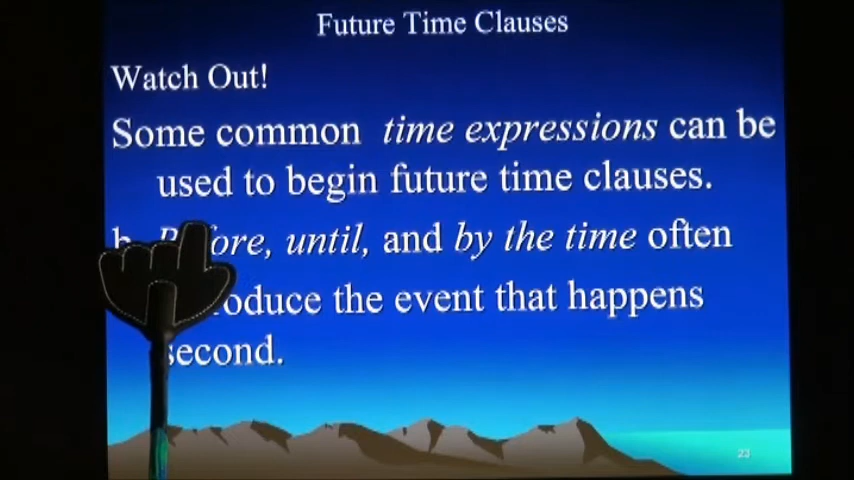 Future Time Clauses
Watch Out!
Some common time expressions can be
used to begin future time clauses.
until, and by the time often
the event that happens
second.
23